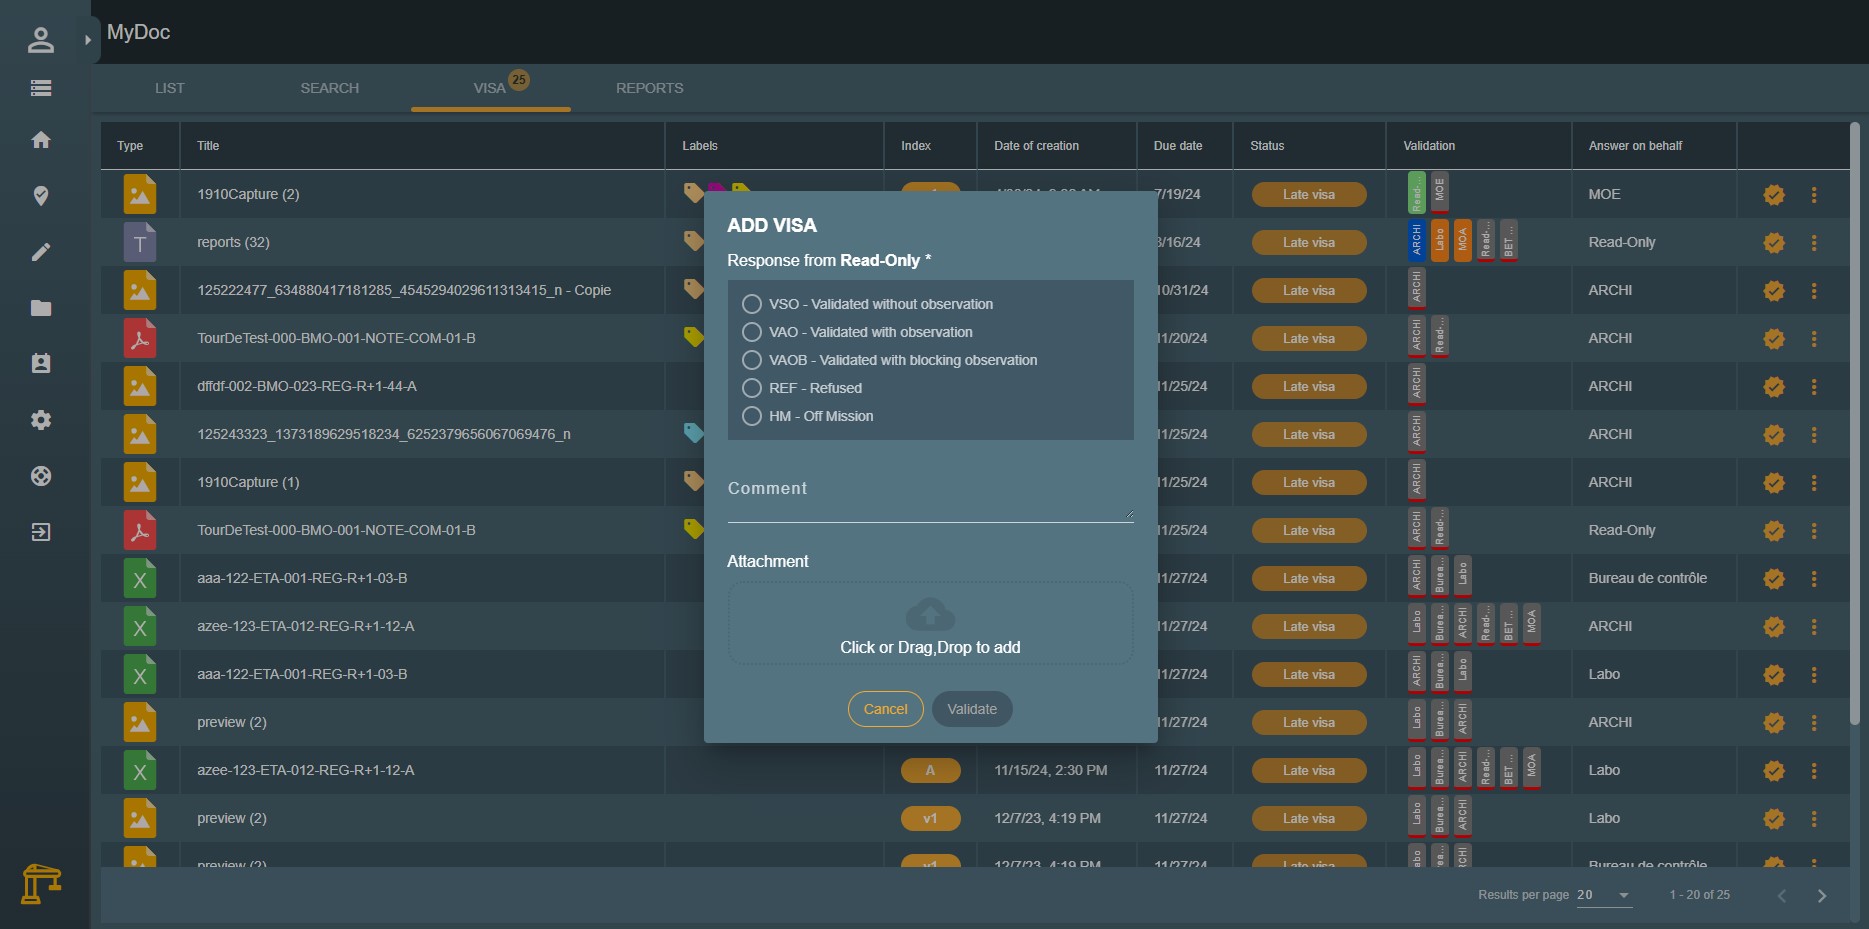 MyDoc
LIST SEARCH VISA 25 REPORTS
Type Title Labels Index Date of creation Due date Status Validation Answer on behalf
1910Capture (2) 7/19/24 Late visa Read-... MOE MOE
T reports (32) 3/16/24 Late visa ARCHI Labo MOA Read-... BET ... Read-Only
125222477_634880417181285_4545294029611313415_n - Copie 10/31/24 Late visa ARCHI ARCHI
TourDeTest-000-BMO-001-NOTE-COM-01-B 11/20/24 Late visa ARCHI Read-... ARCHI
dffdf-002-BMO-023-REG-R+1-44-A 11/25/24 Late visa ARCHI ARCHI
125243323_1373189629518234_6252379656067069476_n 11/25/24 Late visa ARCHI ARCHI
1910Capture (1) 11/25/24 Late visa ARCHI ARCHI
TourDeTest-000-BMO-001-NOTE-COM-01-B 11/25/24 Late visa ARCHI Read-... Read-Only
X aaa-122-ETA-001-REG-R+1-03-B 11/27/24 Late visa ARCHI Burea... Labo Bureau de contrôle
X azee-123-ETA-012-REG-R+1-12-A 11/27/24 Late visa Labo Burea... ARCHI Read-... BET ... MOA ARCHI
X aaa-122-ETA-001-REG-R+1-03-B 11/27/24 Late visa ARCHI Burea... Labo Labo
preview (2) 11/27/24 Late visa Labo Burea... ARCHI ARCHI
X azee-123-ETA-012-REG-R+1-12-A A 11/15/24, 2:30 PM 11/27/24 Late visa Labo Burea... ARCHI Read-... BET ... MOA Labo
preview (2) v1 12/7/23, 4:19 PM 11/27/24 Late visa Labo Burea... ARCHI Labo
preview (2) v1 12/7/23, 4:19 PM 11/27/24 Late visa Bureau de contrôle
ADD VISA
Response from Read-Only *
VSO - Validated without observation
VAO - Validated with observation
VAOB - Validated with blocking observation
REF - Refused
HM - Off Mission
Comment
Attachment
Click or Drag,Drop to add
Cancel Validate
Results per page 20 1 - 20 of 25